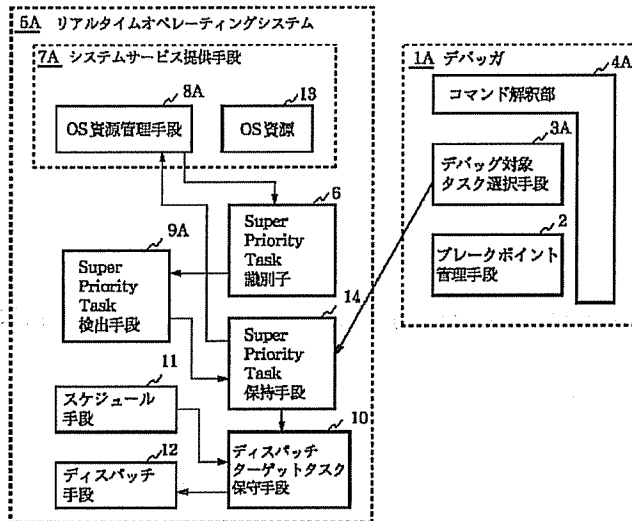 5A リアルタイムオペレーティングシステム
7A システムサービス提供手段
8A
OS資源管理手段
13
OS資源
6
Super
Priority
Task
識別子
9A
Super
Priority
Task
検出手段
14
Super
Priority
Task
保持手段
11
スケジュール
手段
10
ディスパッチ
ターゲットタスク
保守手段
12
ディスパッチ
手段
1A デバッガ
4A
コマンド解釈部
3A
デバッグ対象
タスク選択手段
2
ブレークポイント
管理手段